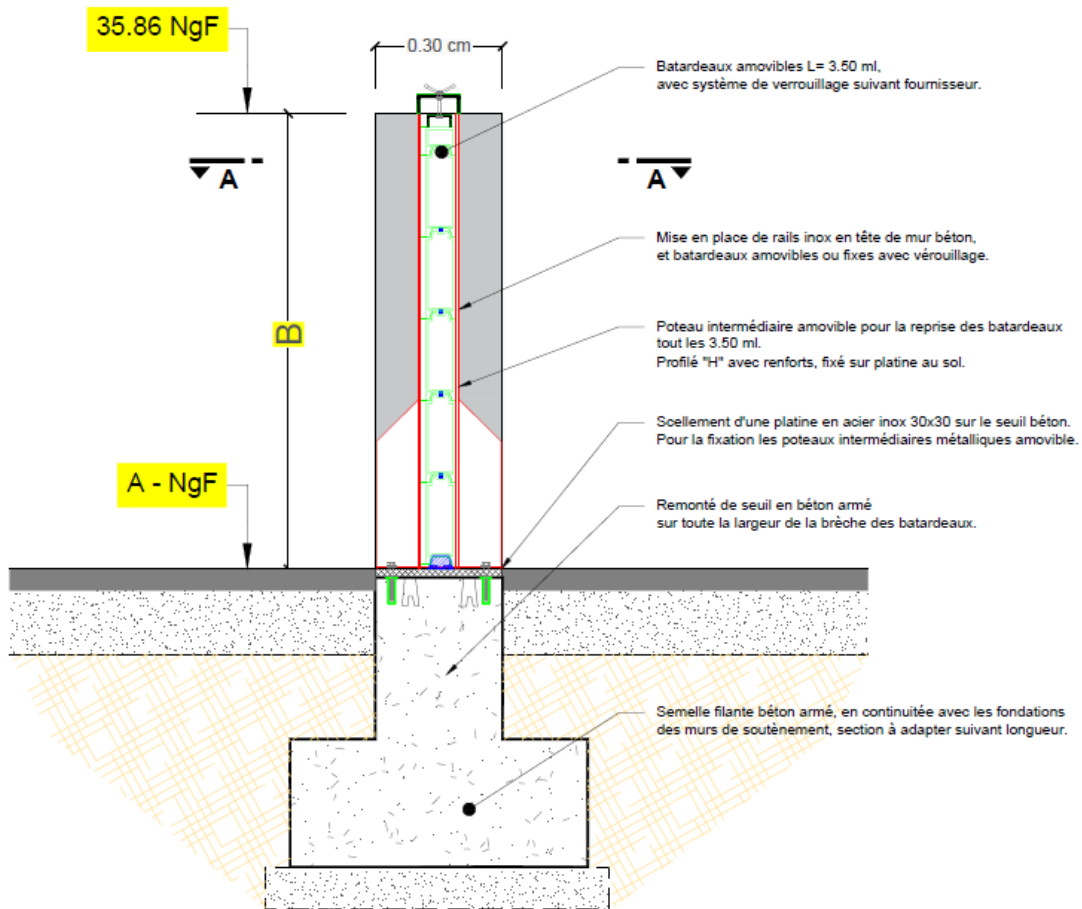 35.86 NgF
0.30 cm
Batardeaux amovibles L= 3.50 ml,
avec système de verrouillage suivant fournisseur.
A
A
Mise en place de rails inox en tête de mur béton,
et batardeaux amovibles ou fixes avec vérouillage.
B
Poteau intermédiaire amovible pour la reprise des batardeaux
tout les 3.50 ml.
Profilé "H" avec renforts, fixé sur platine au sol.
Scellement d'une platine en acier inox 30x30 sur le seuil béton.
Pour la fixation les poteaux intermédiaires métalliques amovible.
A - NgF
Remonté de seuil en béton armé
sur toute la largeur de la brèche des batardeaux.
Semelle filante béton armé, en continuitée avec les fondations
des murs de soutènement, section à adapter suivant longueur.